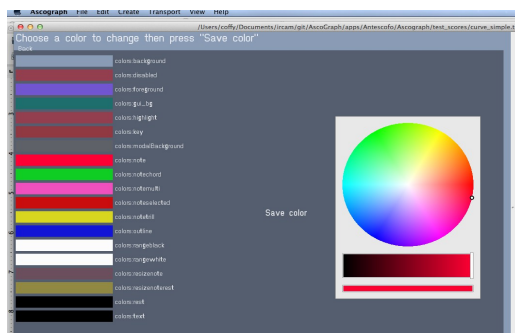 Ascograph File Edit Create Transport View Help
/Users/coffy/Documents/ircam/git/AscoGraph/apps/Antescofo/Ascograph/test_scores/curve_simple.t
Choose a color to change then press "Save color"
Back
colors:background
colors:disabled
colors:foreground
colors:gui_bg
colors:highlight
colors:key
colors:modalBackground
colors:note
colors:notechord
colors:notemulti
colors:noteselected
colors:notetrill
colors:outline
colors:rangeblack
colors:rangewhite
colors:resizenote
colors:resizenoterest
colors:rest
colors:text
Save color